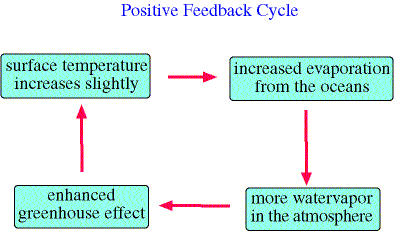 Positive Feedback Cycle
surface temperature
increases slightly
increased evaporation
from the oceans
enhanced
greenhouse effect
more watervapor
in the atmosphere